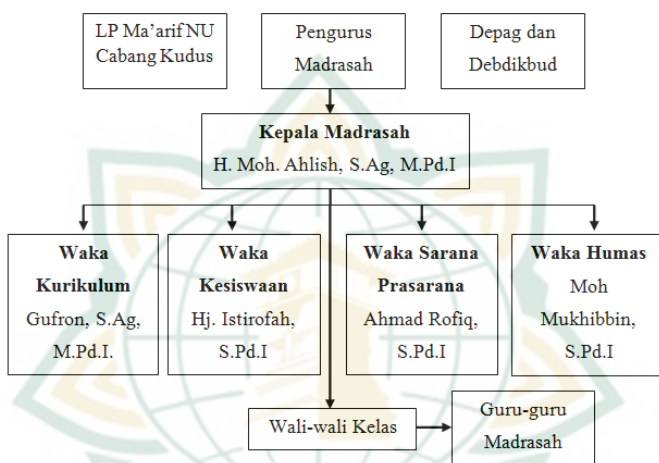 LP Ma’arif NU
Cabang Kudus
Pengurus
Madrasah
Depag dan
Debdikbud
Kepala Madrasah
H. Moh. Ahlish, S.Ag, M.Pd.I
Waka
Kurikulum
Gufron, S.Ag,
M.Pd.I.
Waka
Kesiswaan
Hj. Istirofah,
S.Pd.I
Waka Sarana
Prasarana
Ahmad Rofiq,
S.Pd.I
Waka Humas
Moh
Mukhibbin,
S.Pd.I
Wali-wali Kelas
Guru-guru
Madrasah